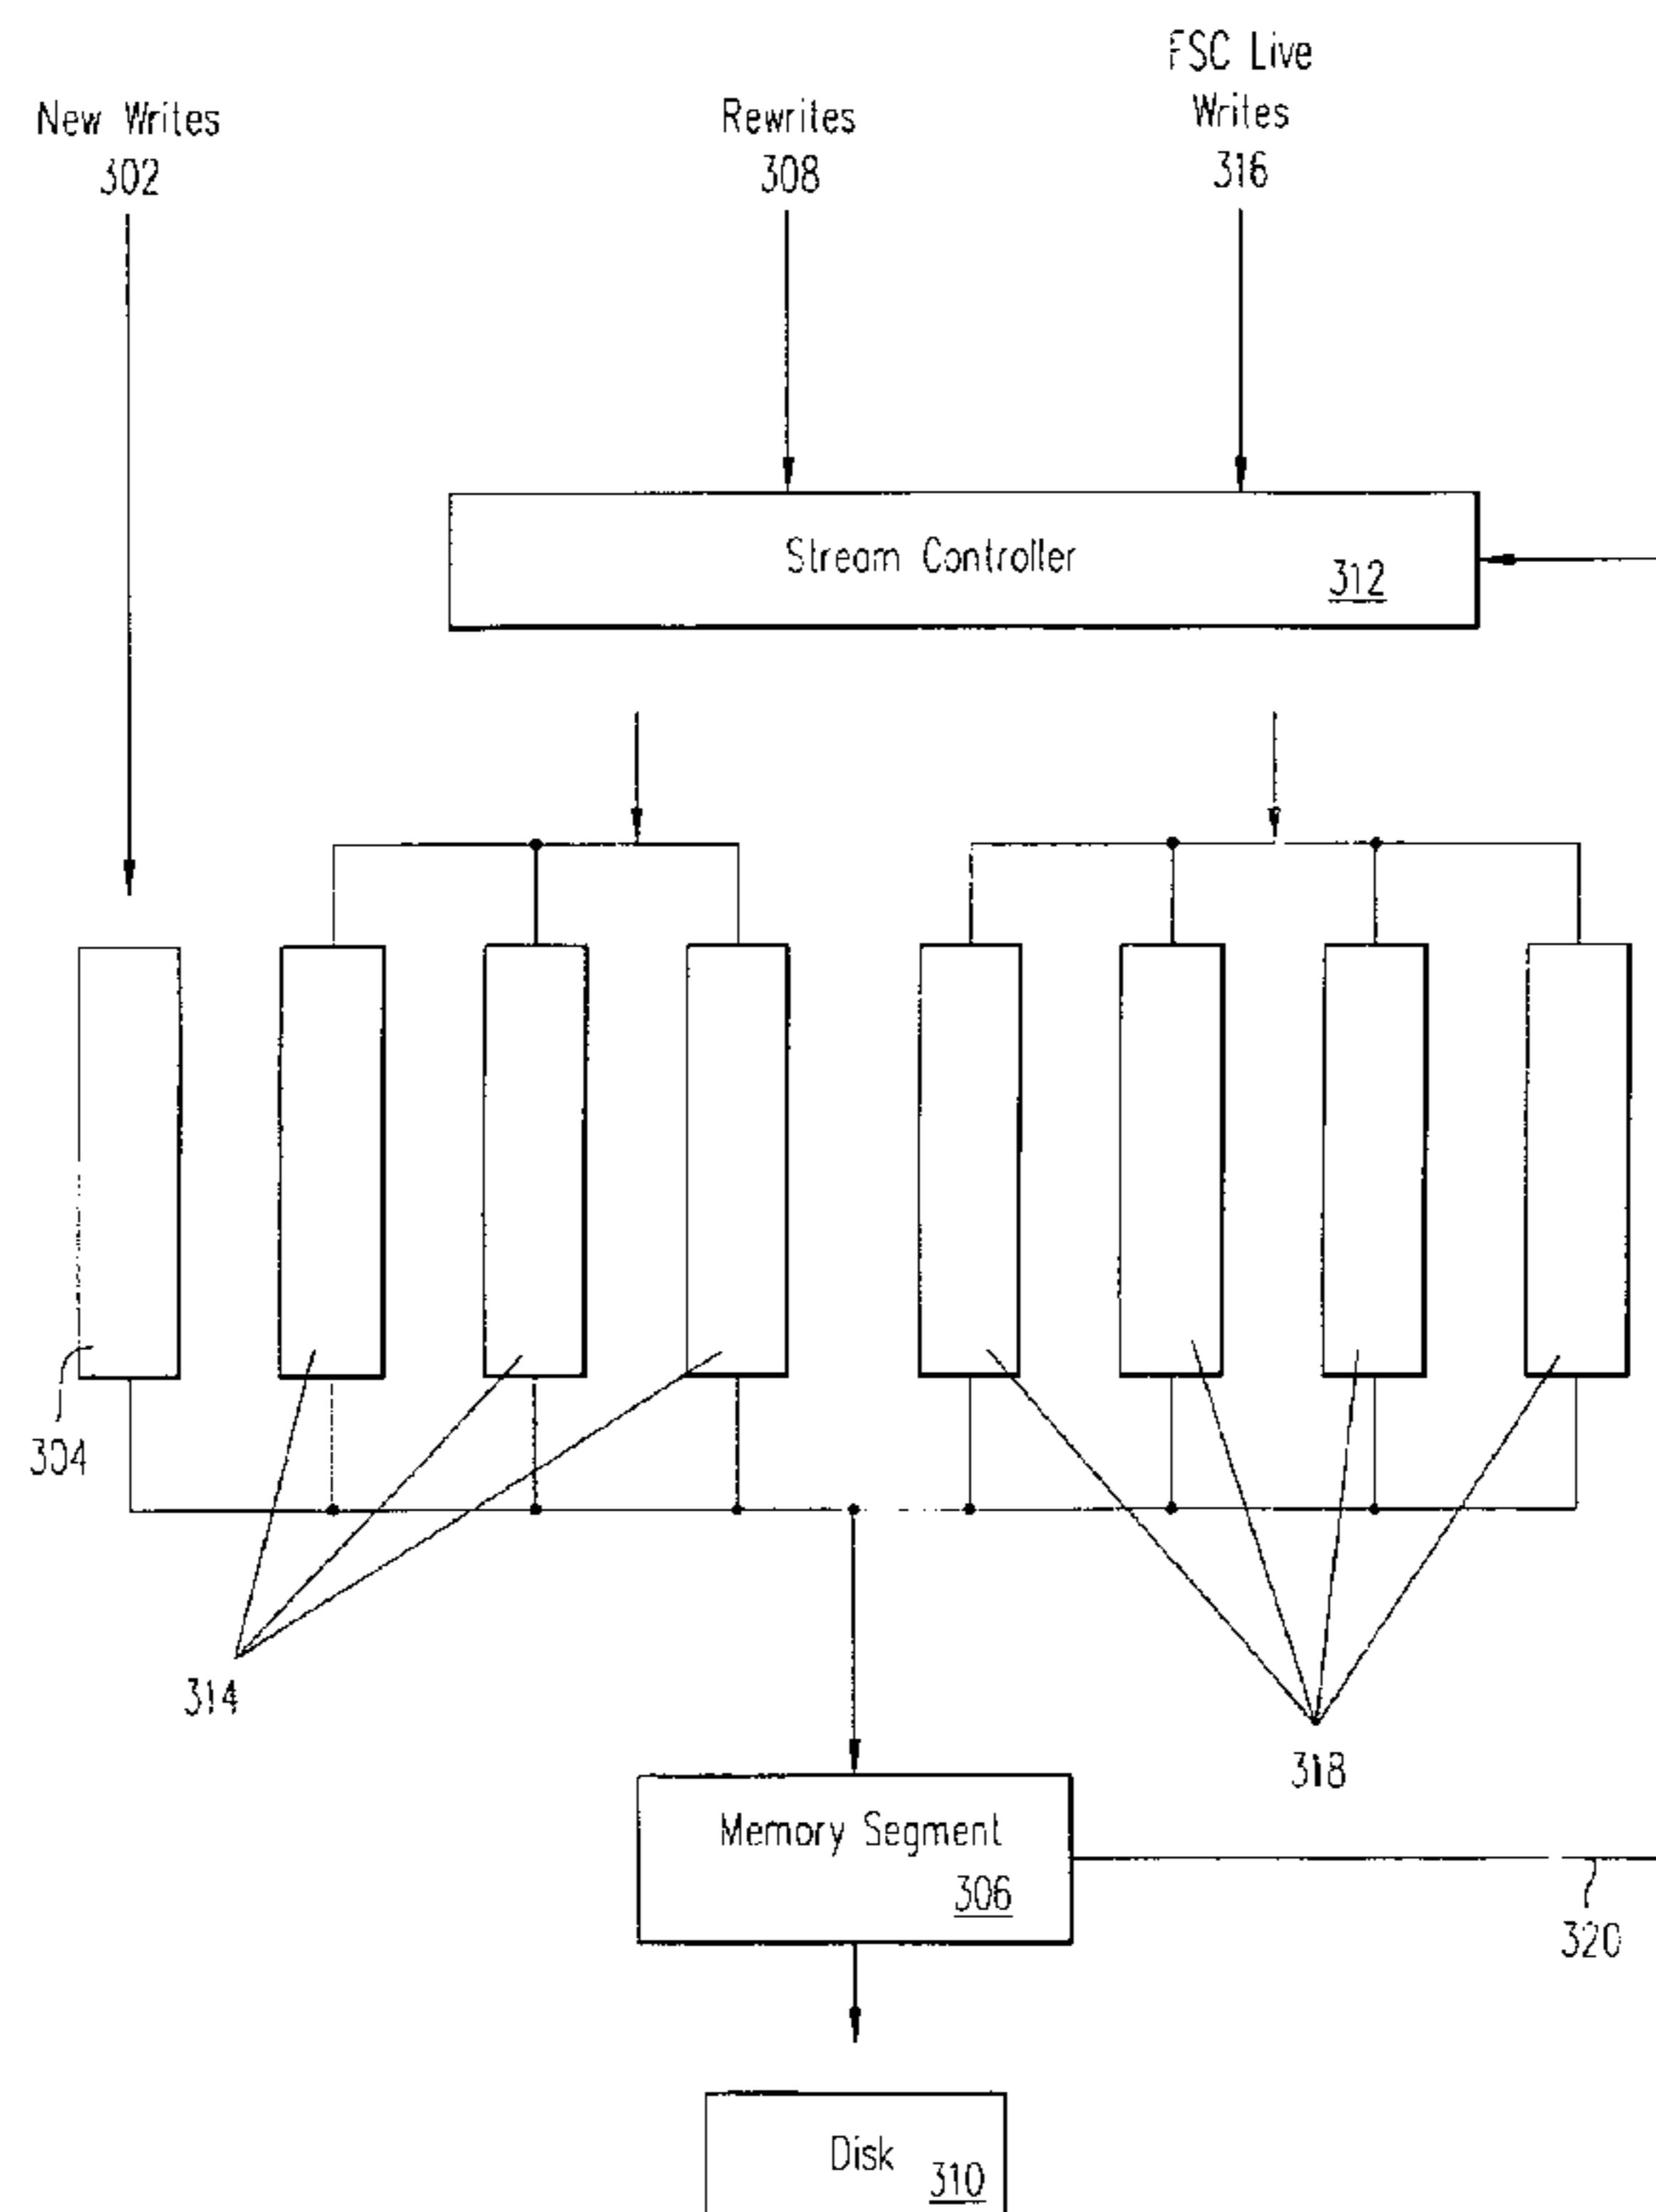 FSC Live
Writes
316
New Writes
302
Rewrites
308
Stream Controller
312
304
314
318
Memory Segment
306
320
Disk
310